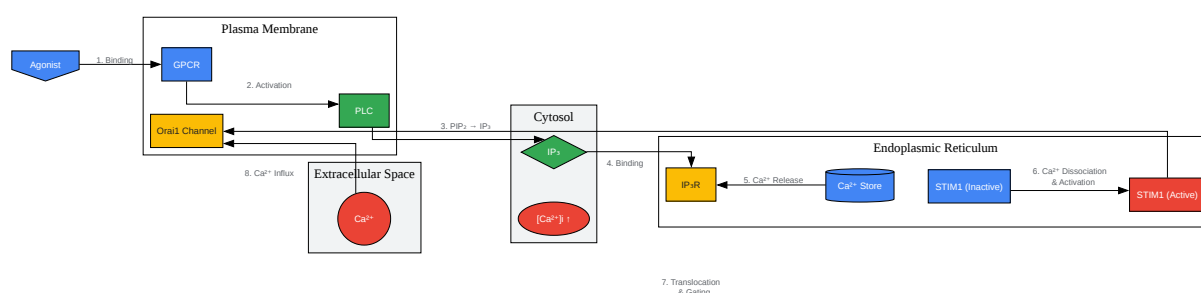 Plasma Membrane
Agonist
1. Binding
GPCR
2. Activation
PLC
Orai1 Channel
3. PIP₂ → IP₃
Cytosol
IP₃
4. Binding
[Ca²⁺]i ↑
8. Ca²⁺ Influx
Extracellular Space
Ca²⁺
Endoplasmic Reticulum
IP₃R
5. Ca²⁺ Release
Ca²⁺ Store
STIM1 (Inactive)
6. Ca²⁺ Dissociation
& Activation
STIM1 (Active)
7. Translocation
& Gating